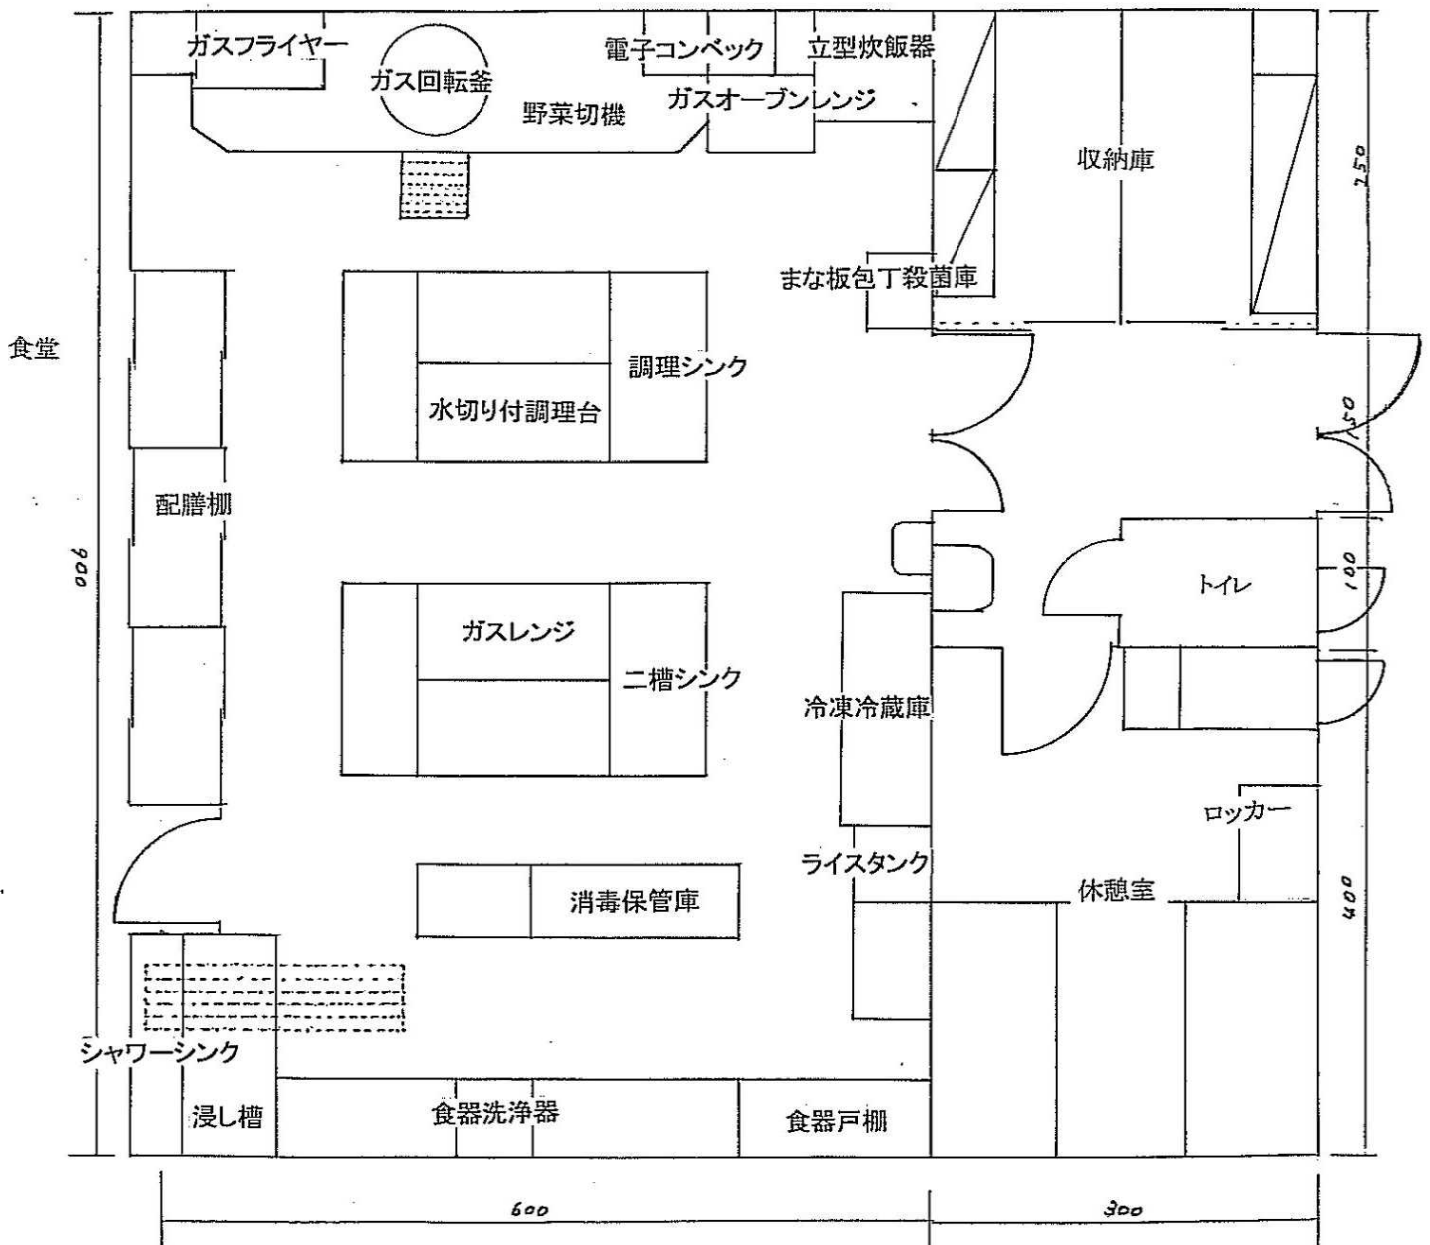 ガスフライヤー
ガス回転釜
野菜切機
電子コンベック
立型炊飯器
ガスオーブンレンジ
収納庫
250
まな板包丁殺菌庫
食堂
調理シンク
水切り付調理台
150
配膳棚
900
100
トイレ
ガスレンジ
二槽シンク
冷凍冷蔵庫
ロッカー
ライスタンク
休憩室
消毒保管庫
400
シャワーシンク
浸し槽
食器洗浄器
食器戸棚
600
300